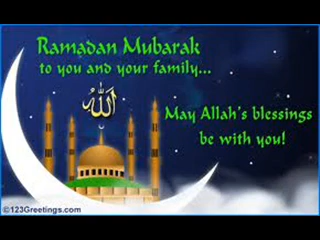 Ramadan Mubarak
to you and your family...
الله
May Allah's blessings
be with you!
©123Greetings.com